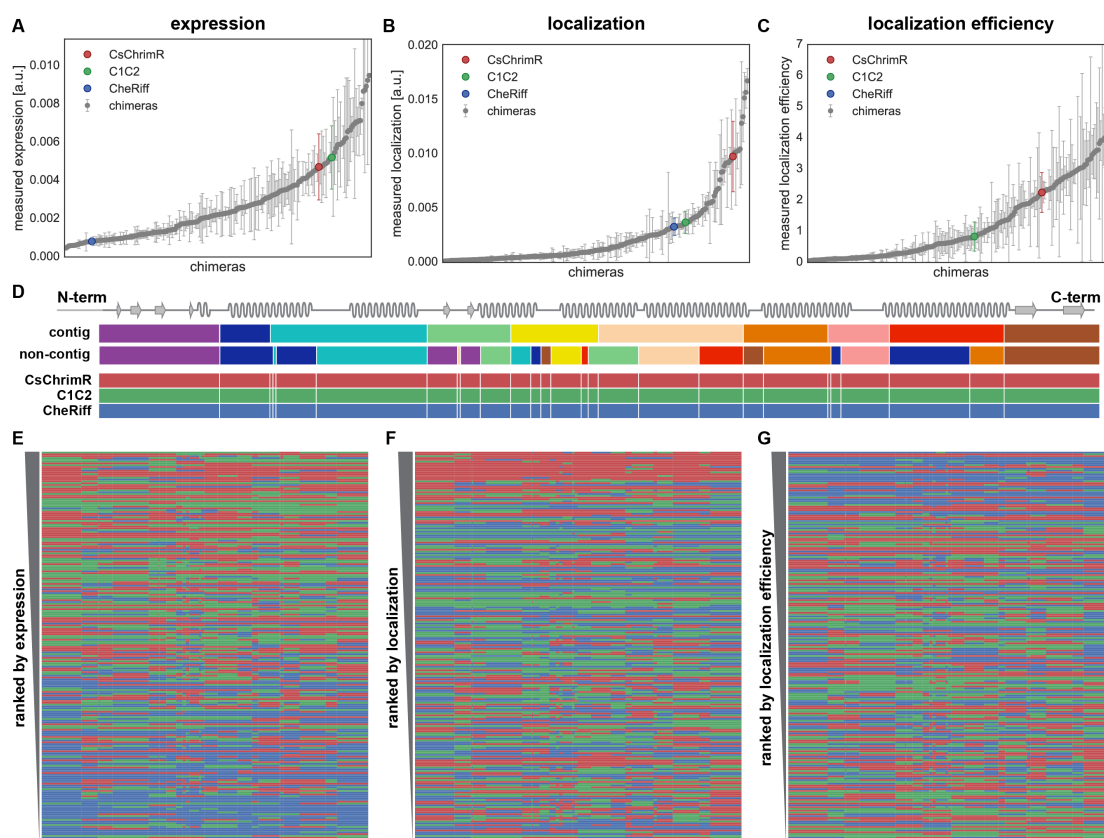 A
expression
measured expression [a.u.]
0.010
0.008
0.006
0.004
0.002
0.000
CsChrimR
C1C2
CheRiff
chimeras
chimeras
B
localization
measured localization [a.u.]
0.020
0.015
0.010
0.005
0.000
CsChrimR
C1C2
CheRiff
chimeras
chimeras
C
localization efficiency
measured localization efficiency
7
6
5
4
3
2
1
0
CsChrimR
C1C2
CheRiff
chimeras
chimeras
D
N-term
C-term
contig
non-contig
CsChrimR
C1C2
CheRiff
E
ranked by expression
F
ranked by localization
G
ranked by localization efficiency